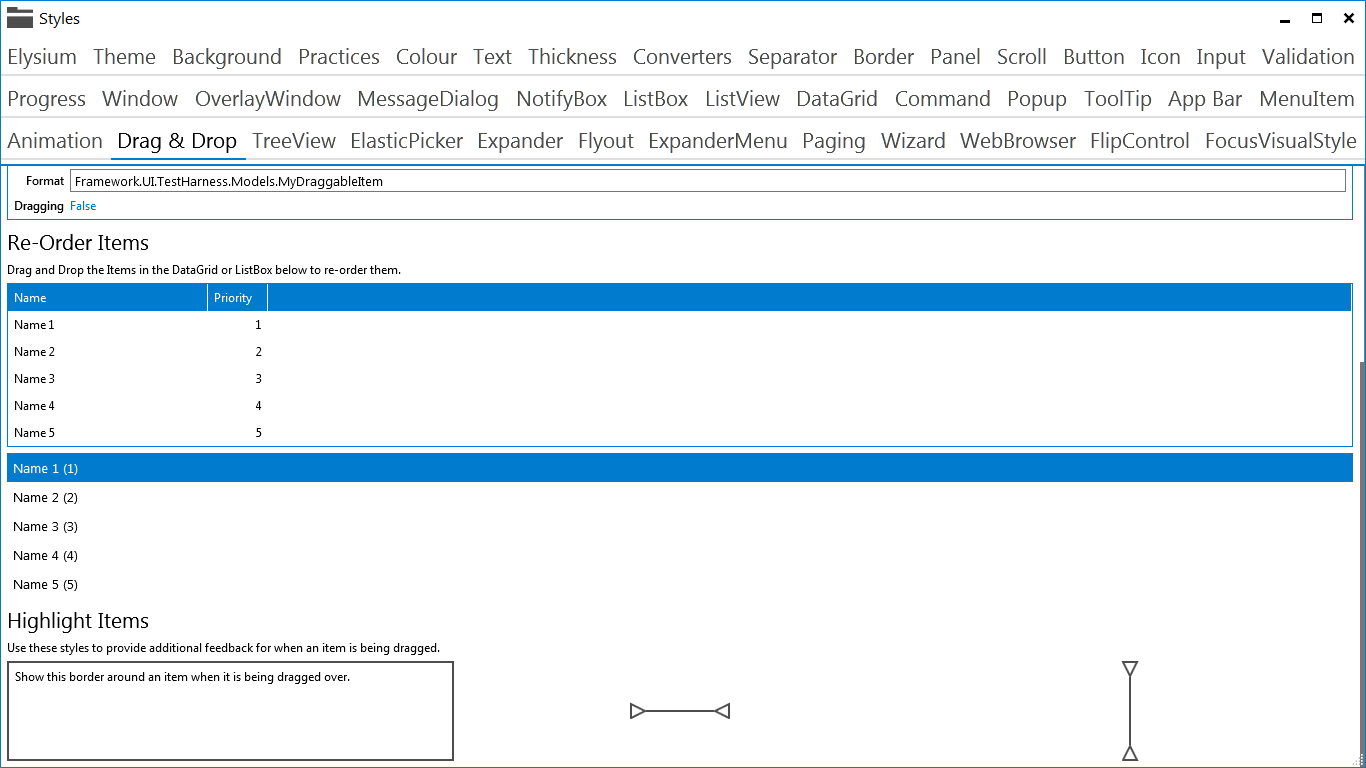 Styles
Elysium Theme Background Practices Colour Text Thickness Converters Separator Border Panel Scroll Button Icon Input Validation
Progress Window OverlayWindow MessageDialog NotifyBox ListBox ListView DataGrid Command Popup ToolTip App Bar MenuItem
Animation Drag & Drop TreeView ElasticPicker Expander Flyout ExpanderMenu Paging Wizard WebBrowser FlipControl FocusVisualStyle
Format Framework.UI.TestHarness.Models.MyDraggableItem
Dragging False
Re-Order Items
Drag and Drop the Items in the DataGrid or ListBox below to re-order them.
Name Priority
Name 1 1
Name 2 2
Name 3 3
Name 4 4
Name 5 5
Name 1 (1)
Name 2 (2)
Name 3 (3)
Name 4 (4)
Name 5 (5)
Highlight Items
Use these styles to provide additional feedback for when an item is being dragged.
Show this border around an item when it is being dragged over.